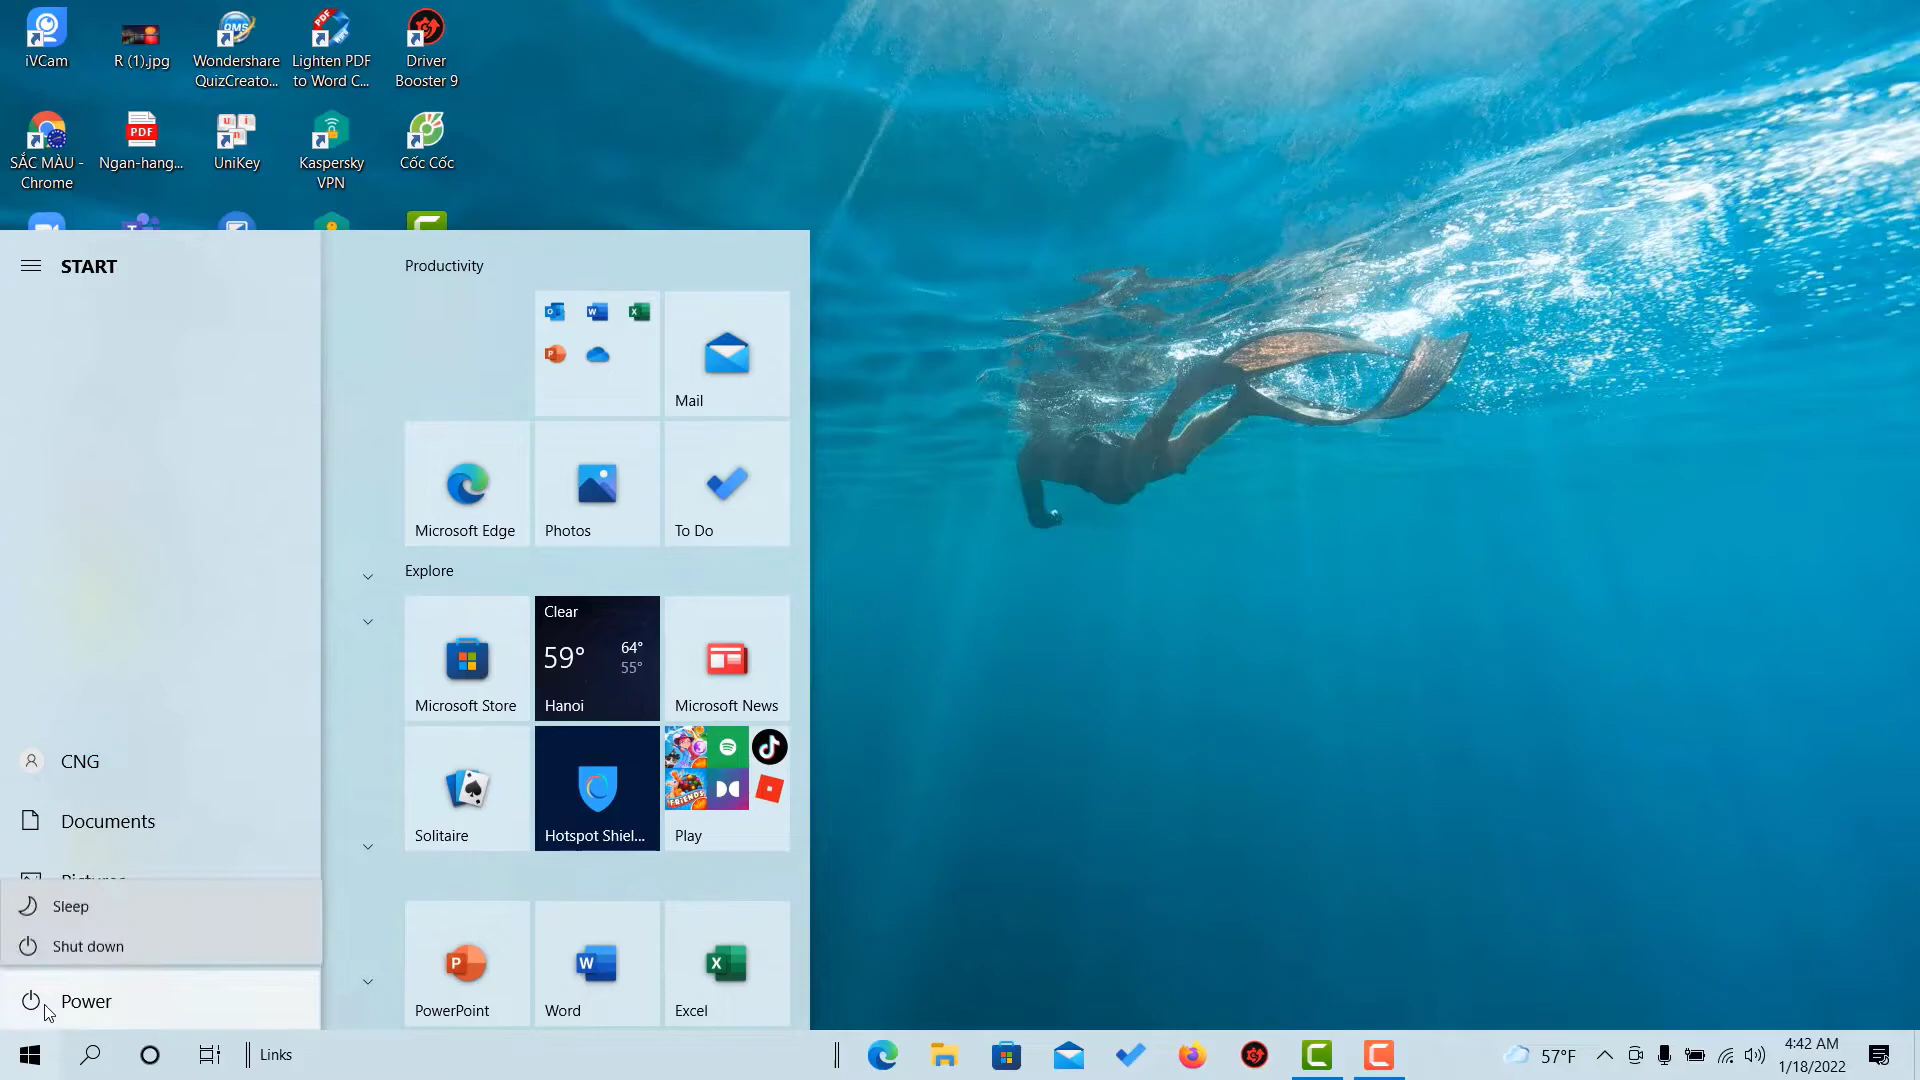 iVCam
R (1).jpg
Wondershare
QuizCreato...
Lighten PDF
to Word C...
Driver
Booster 9
SẮC MÀU -
Chrome
Ngan-hang...
UniKey
Kaspersky
VPN
Cốc Cốc
START
Productivity
Mail
Microsoft Edge
Photos
To Do
Explore
Clear
59°
64°
55°
Microsoft Store
Hanoi
Microsoft News
CNG
Documents
Pictures
Solitaire
Hotspot Shiel...
Play
Sleep
Shut down
Power
PowerPoint
Word
Excel
Links
57°F
4:42 AM
1/18/2022